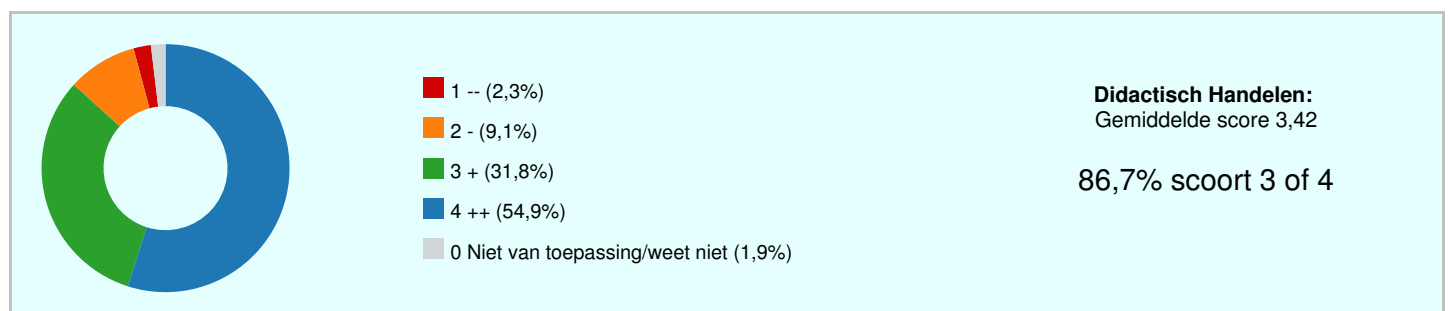 1 -- (2,3%)
2 - (9,1%)
3 + (31,8%)
4 ++ (54,9%)
0 Niet van toepassing/weet niet (1,9%)
Didactisch Handelen:
Gemiddelde score 3,42
86,7% scoort 3 of 4